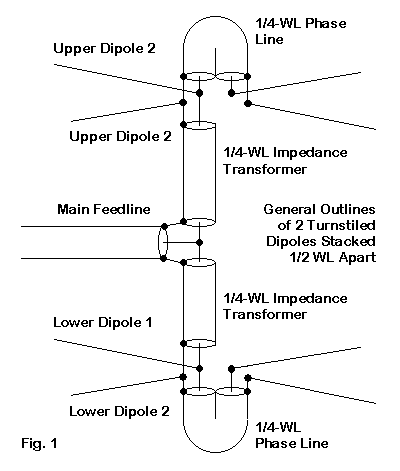 1/4-WL Phase
Line
Upper Dipole 2
Upper Dipole 2
1/4-WL Impedance
Transformer
Main Feedline
General Outlines
of 2 Turnstiled
Dipoles Stacked
1/2 WL Apart
1/4-WL Impedance
Transformer
Lower Dipole 1
Lower Dipole 2
1/4-WL
Phase Line
Fig. 1